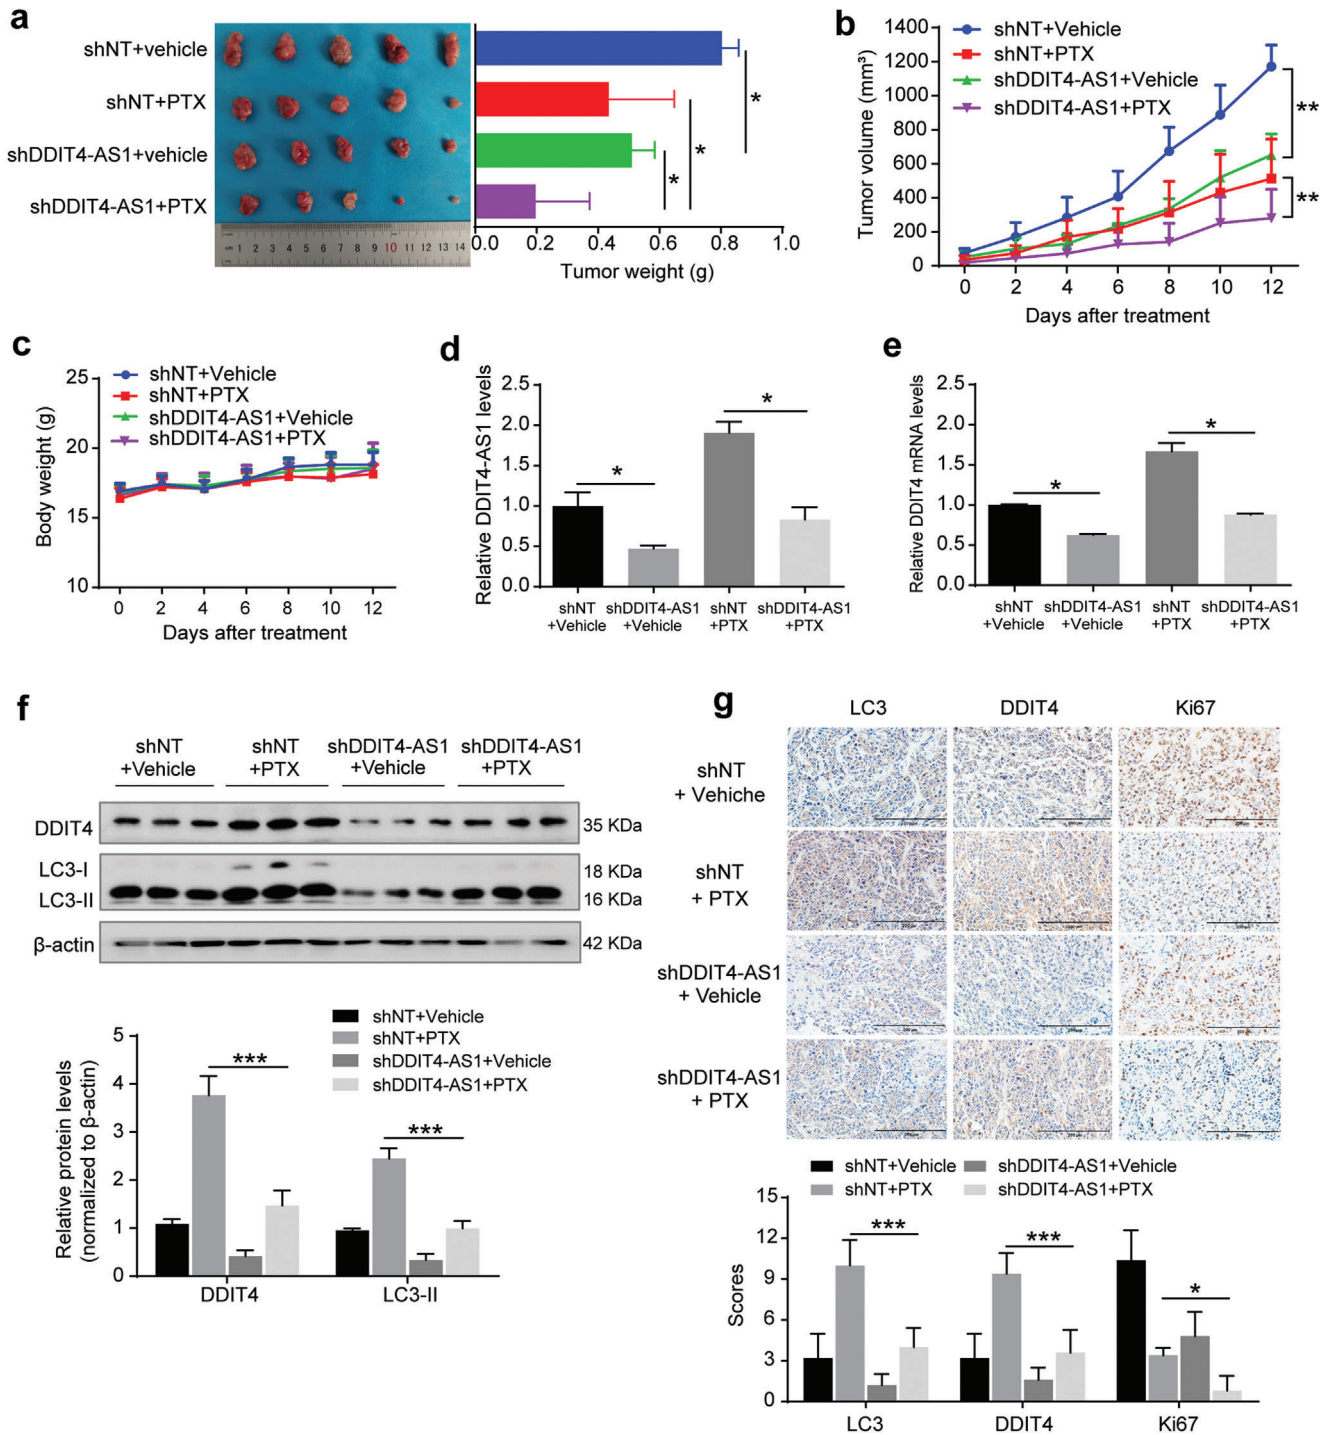 a
shNT+vehicle
shNT+PTX
shDDIT4-AS1+vehicle
shDDIT4-AS1+PTX
cm 1 2 3 4 5 6 7 8 9 10 11 12 13 14
* * *
0.0 0.2 0.4 0.6 0.8 1.0
Tumor weight (g)
b
shNT+Vehicle
shNT+PTX
shDDIT4-AS1+Vehicle
shDDIT4-AS1+PTX
Tumor volume (mm³)
1400
1200
1000
800
600
400
200
0
**
**
0 2 4 6 8 10 12
Days after treatment
c
shNT+Vehicle
shNT+PTX
shDDIT4-AS1+Vehicle
shDDIT4-AS1+PTX
Body weight (g)
25
20
15
10
0 2 4 6 8 10 12
Days after treatment
d
Relative DDIT4-AS1 levels
2.5
2.0
1.5
1.0
0.5
0.0
* *
shNT shDDIT4-AS1 shNT shDDIT4-AS1
+Vehicle +Vehicle +PTX +PTX
e
Relative DDIT4 mRNA levels
2.5
2.0
1.5
1.0
0.5
0.0
* *
shNT shDDIT4-AS1 shNT shDDIT4-AS1
+Vehicle +Vehicle +PTX +PTX
f
shNT shNT shDDIT4-AS1 shDDIT4-AS1
+Vehicle +PTX +Vehicle +PTX
DDIT4 35 KDa
LC3-I 18 KDa
LC3-II 16 KDa
β-actin 42 KDa
shNT+Vehicle
shNT+PTX
shDDIT4-AS1+Vehicle
shDDIT4-AS1+PTX
Relative protein levels
(normalized to β-actin)
5
4
3
2
1
0
*** ***
DDIT4 LC3-II
g
LC3 DDIT4 Ki67
shNT
+ Vehiche
shNT
+ PTX
shDDIT4-AS1
+ Vehicle
shDDIT4-AS1
+ PTX
shNT+Vehicle shDDIT4-AS1+Vehicle
shNT+PTX shDDIT4-AS1+PTX
Scores
15
12
9
6
3
0
*** *** *
LC3 DDIT4 Ki67